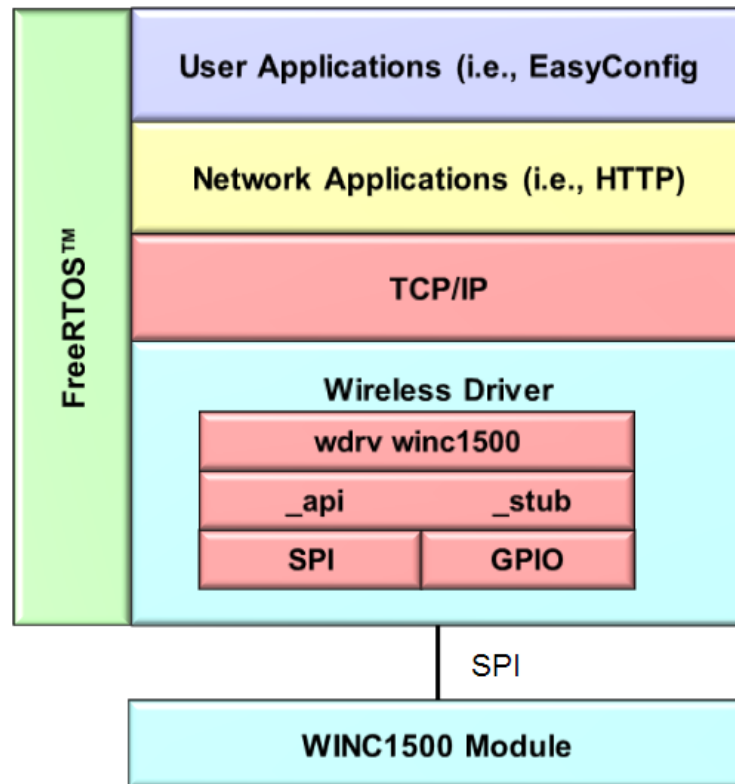 FreeRTOS™
User Applications (i.e., EasyConfig
Network Applications (i.e., HTTP)
TCP/IP
Wireless Driver
wdrv winc1500
_api _stub
SPI GPIO
SPI
WINC1500 Module